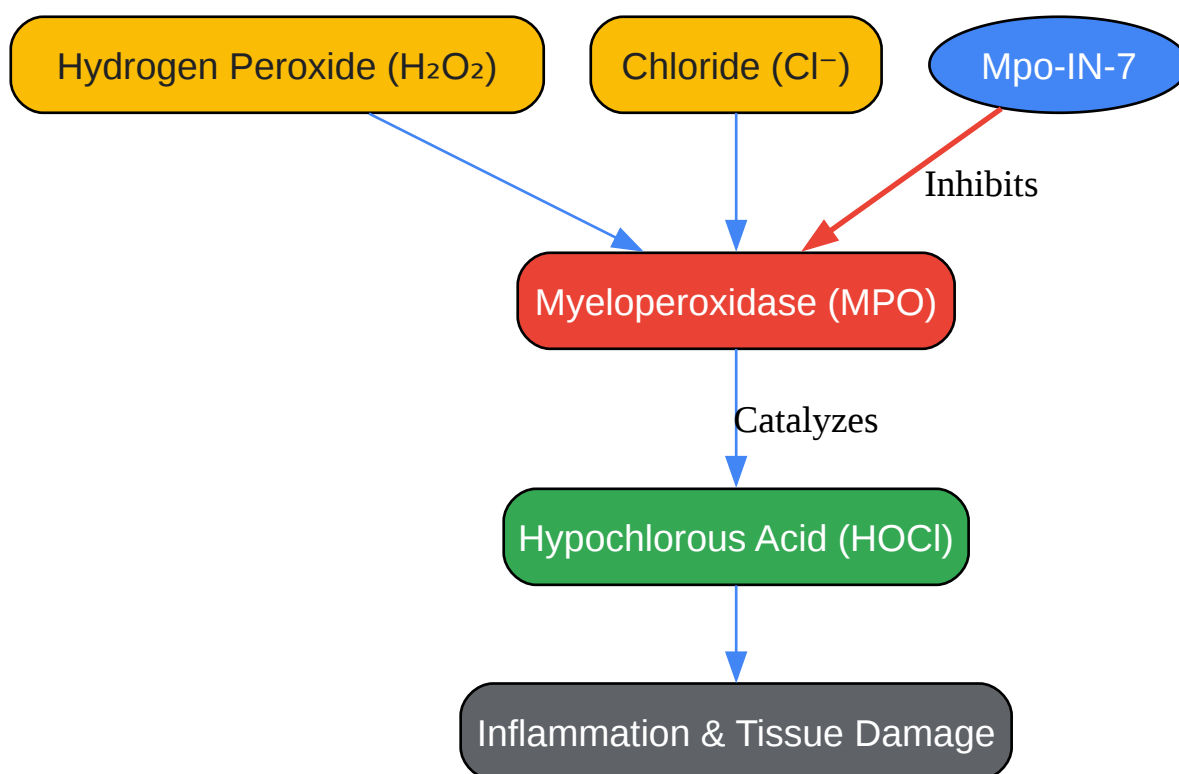 Hydrogen Peroxide (H₂O₂)
Chloride (Cl⁻)
Mpo-IN-7
Inhibits
Myeloperoxidase (MPO)
Catalyzes
Hypochlorous Acid (HOCl)
Inflammation & Tissue Damage